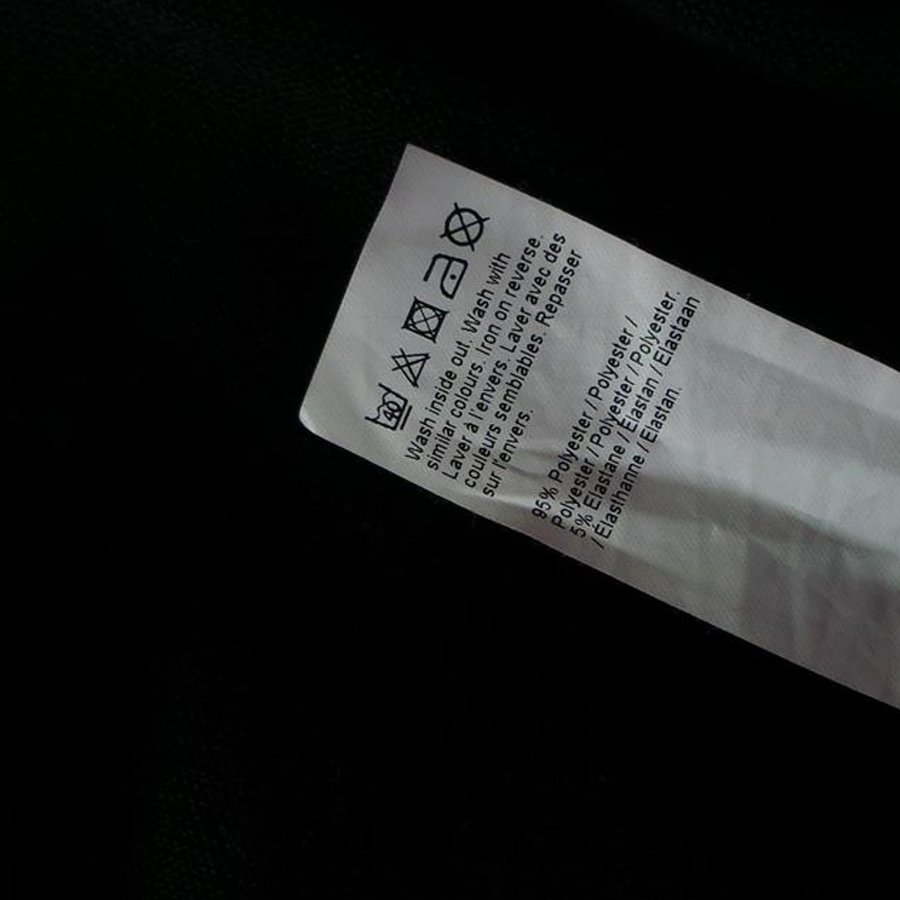 40
Wash inside out. Wash with
similar colours. Iron on reverse.
Laver à l'envers. Laver avec des
couleurs semblables. Repasser
sur l'envers.
95% Polyester / Polyester /
Polyester / Polyester / Polyester.
5% Elastane / Elastan / Elastaan
/ Élasthanne / Elastan.